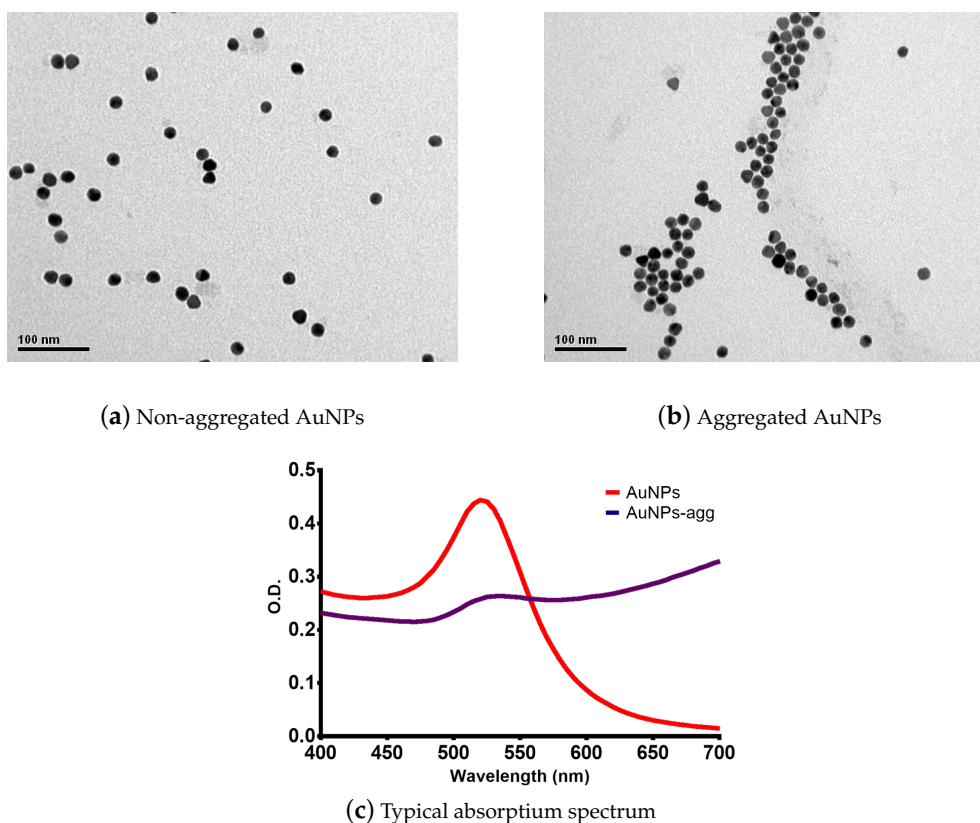 100 nm
100 nm
(a) Non-aggregated AuNPs
(b) Aggregated AuNPs
0.5
0.4
0.3
0.2
0.1
0.0
O.D.
AuNPs
AuNPs-agg
400 450 500 550 600 650 700
Wavelength (nm)
(c) Typical absorptium spectrum